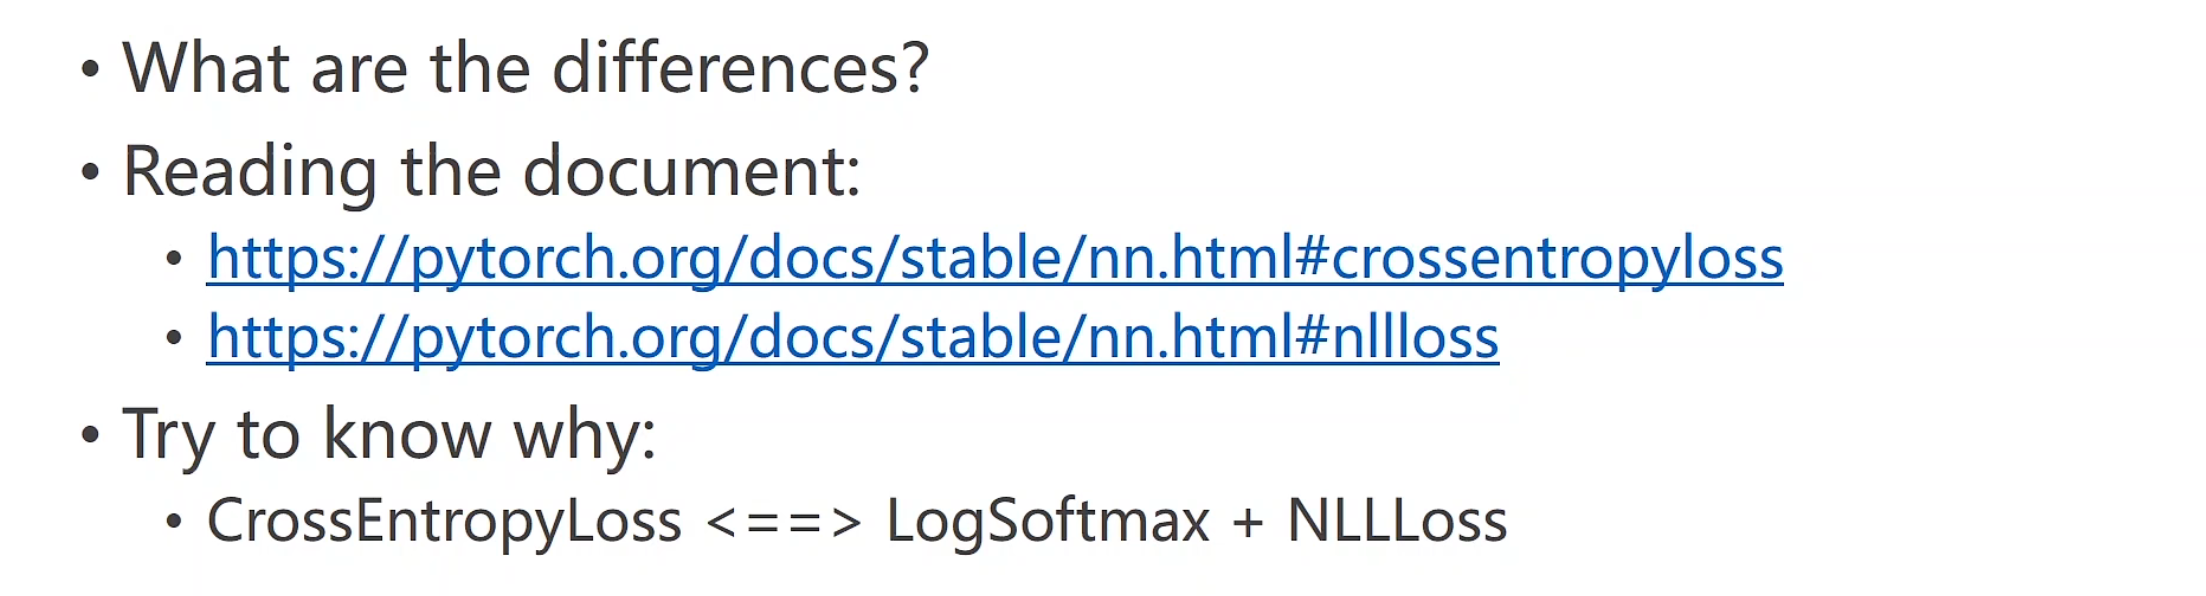 • What are the differences?
• Reading the document:
• https://pytorch.org/docs/stable/nn.html#crossentropyloss
• https://pytorch.org/docs/stable/nn.html#nllloss
• Try to know why:
• CrossEntropyLoss <==> LogSoftmax + NLLLoss